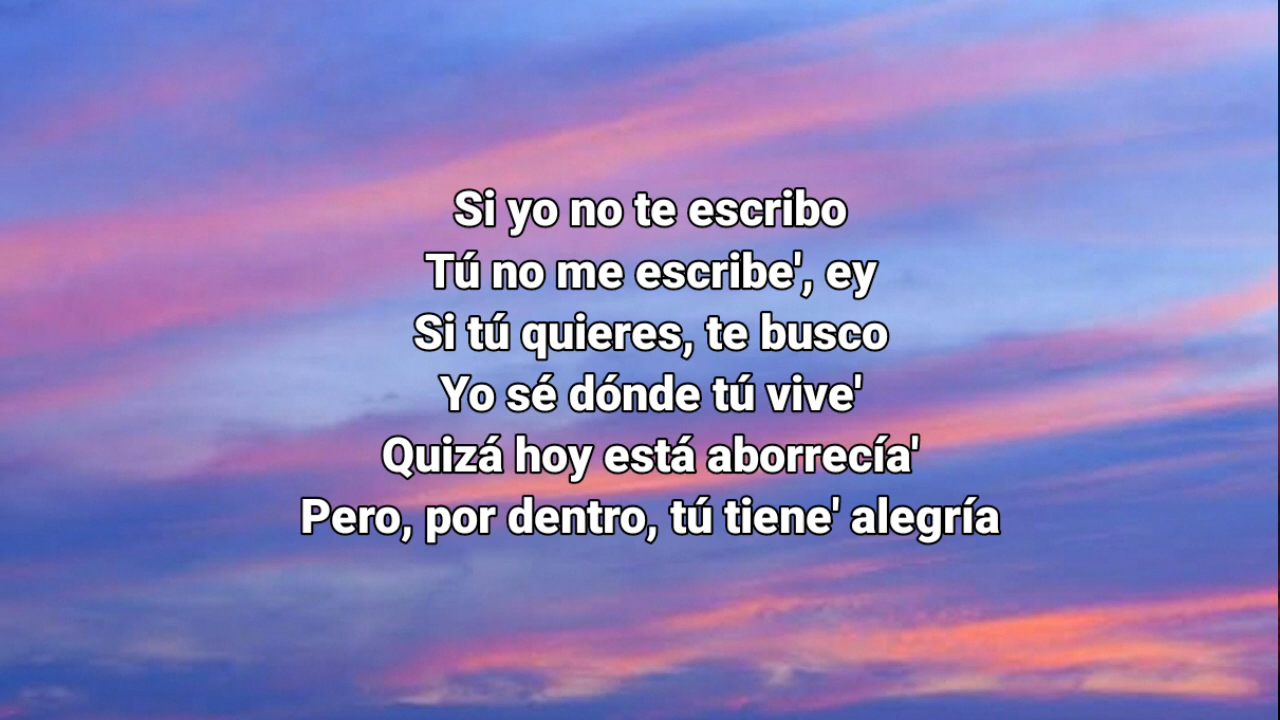 Si yo no te escribo
Tú no me escribe', ey
Si tú quieres, te busco
Yo sé dónde tú vive'
Quizá hoy está aborrecía'
Pero, por dentro, tú tiene' alegría